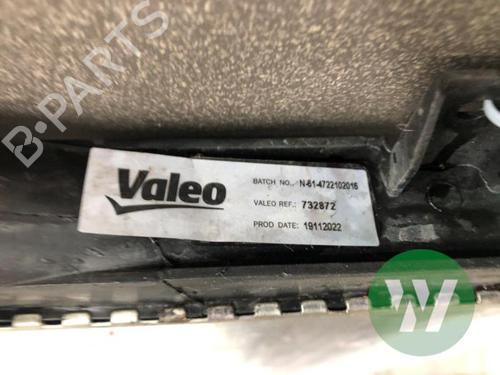 B-PARTS
Valeo
BATCH NO.: N-61-4722102016
VALEO REF.: 732872
PROD DATE: 19112022
W